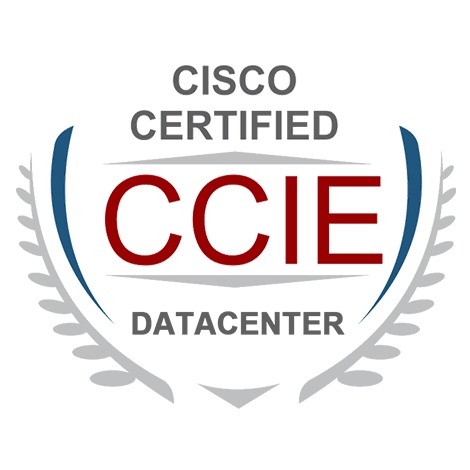 CISCO
CERTIFIED
CCIE
DATACENTER